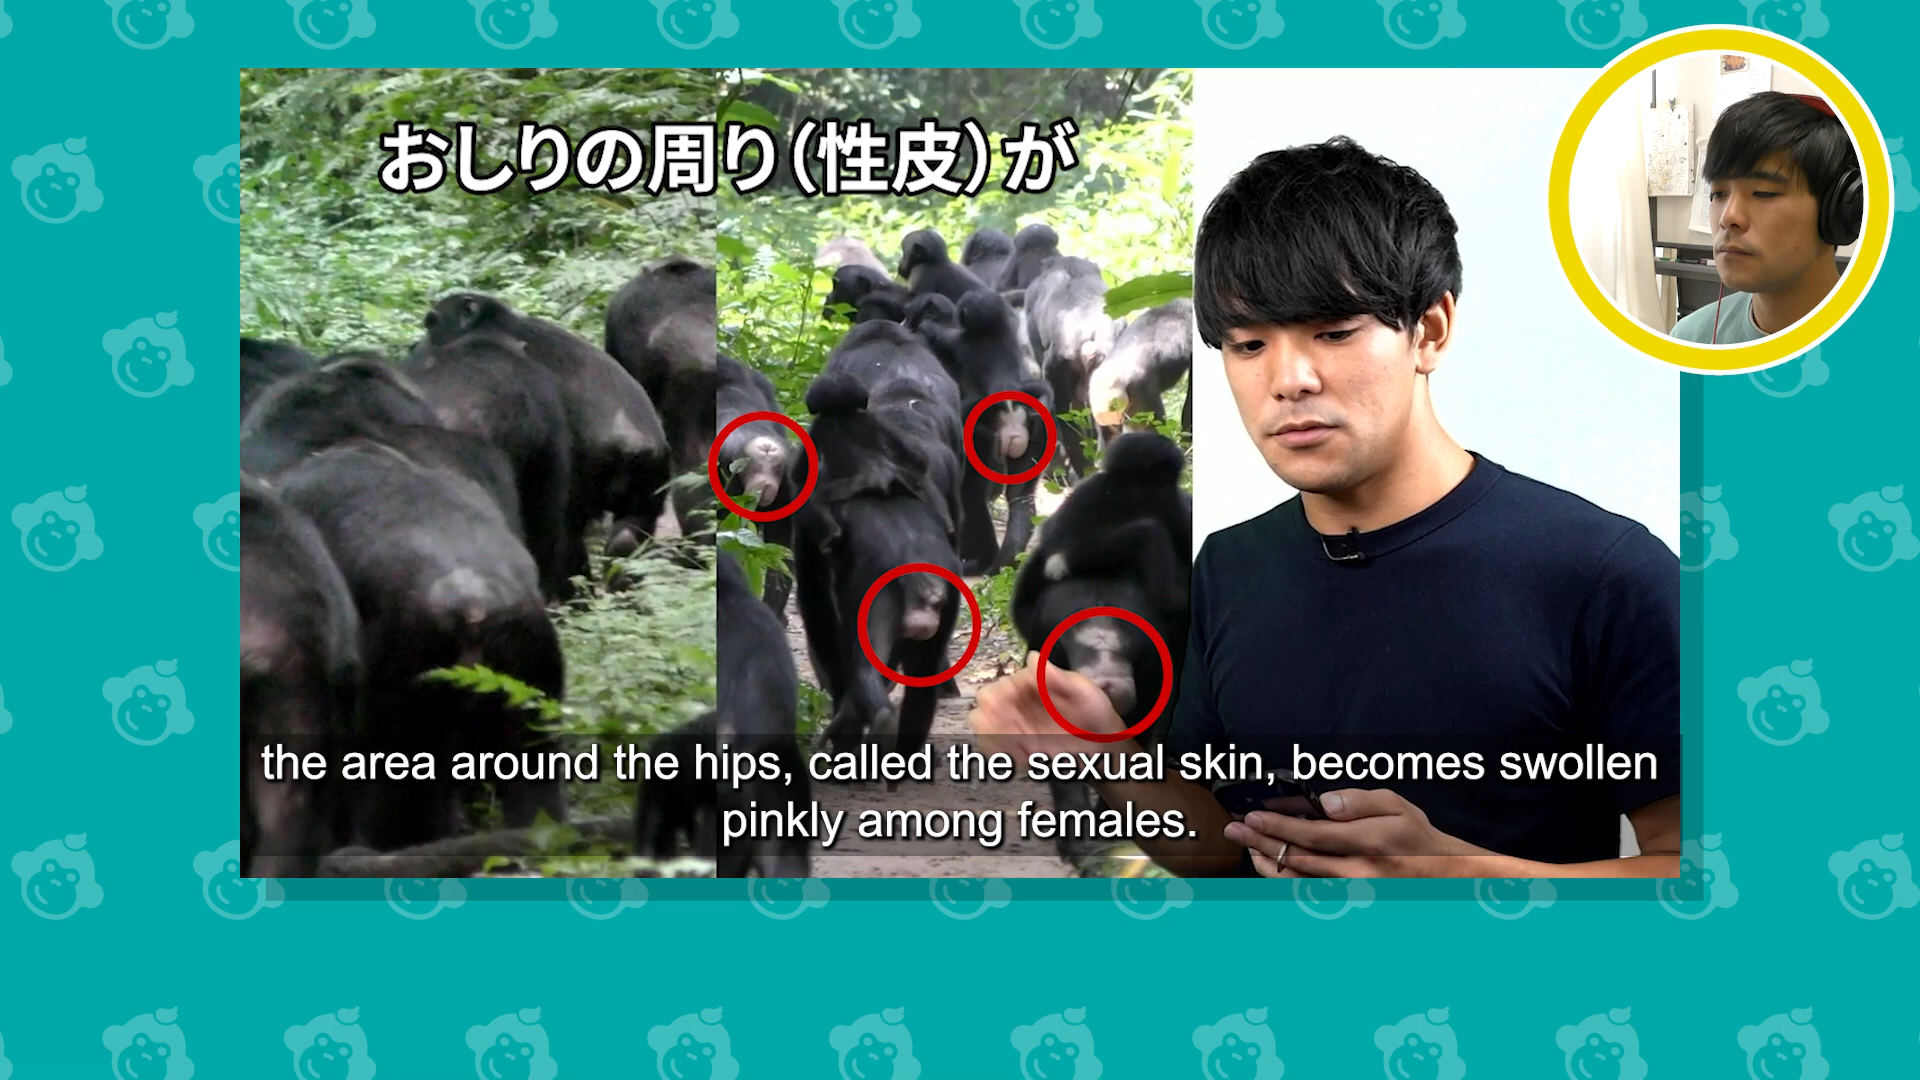 おしりの周り(性皮)が
the area around the hips, called the sexual skin, becomes swollen
pinkly among females.